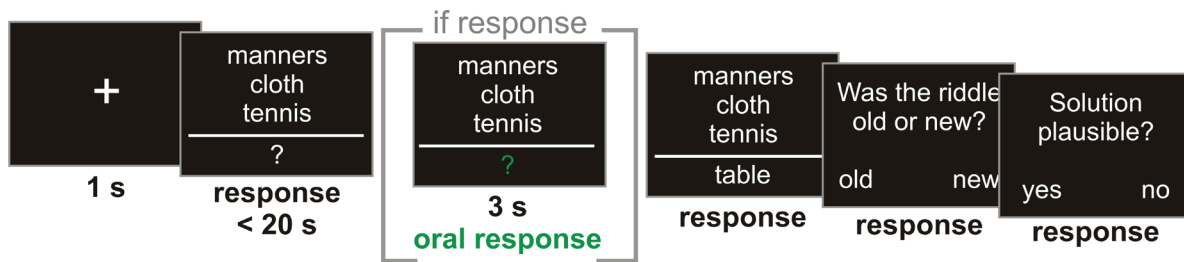 +
1 s
manners
cloth
tennis
?
response
< 20 s
if response
manners
cloth
tennis
?
3 s
oral response
manners
cloth
tennis
table
response
Was the riddle
old or new?
old new
response
Solution
plausible?
yes no
response